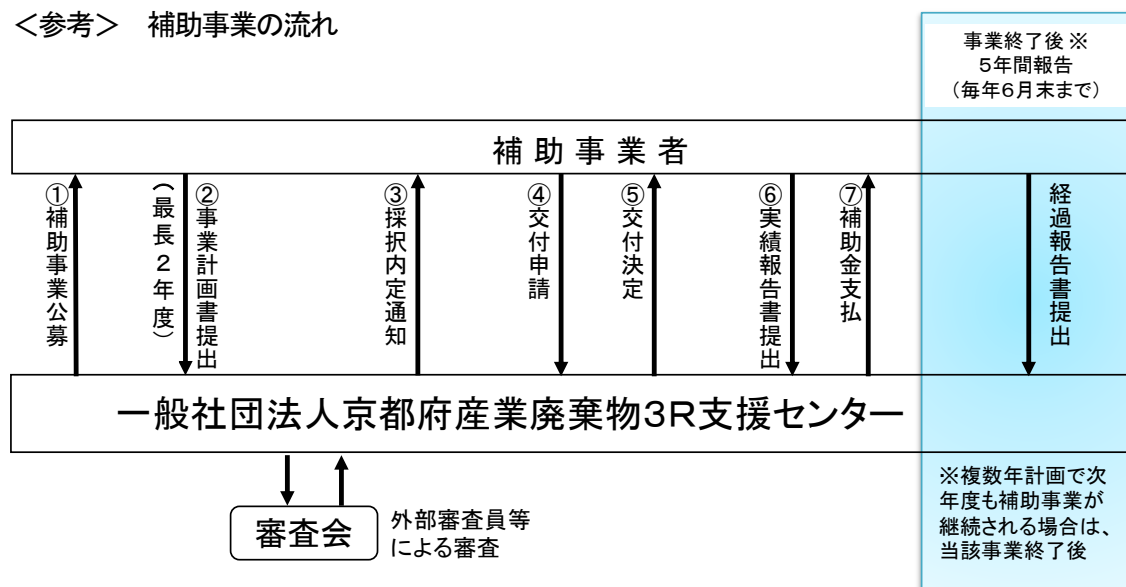 ＜参考＞　補助事業の流れ
事業終了後※
５年間報告
（毎年６月末まで）
補助事業者
①補助事業公募
②事業計画書提出
（最長２年度）
③採択内定通知
④交付申請
⑤交付決定
⑥実績報告書提出
⑦補助金支払
経過報告書提出
一般社団法人京都府産業廃棄物3R支援センター
審査会
外部審査員等
による審査
※複数年計画で次
年度も補助事業が
継続される場合は、
当該事業終了後